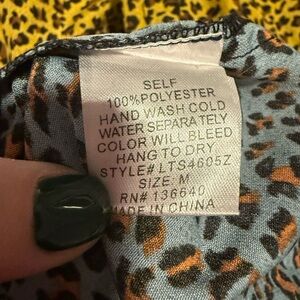 SELF
100%POLYESTER
HAND WASH COLD
WATER SEPARATELY
COLOR WILL BLEED
HANG TO DRY
STYLE# LTS4605Z
SIZE: M
RN# 136640
MADE IN CHINA